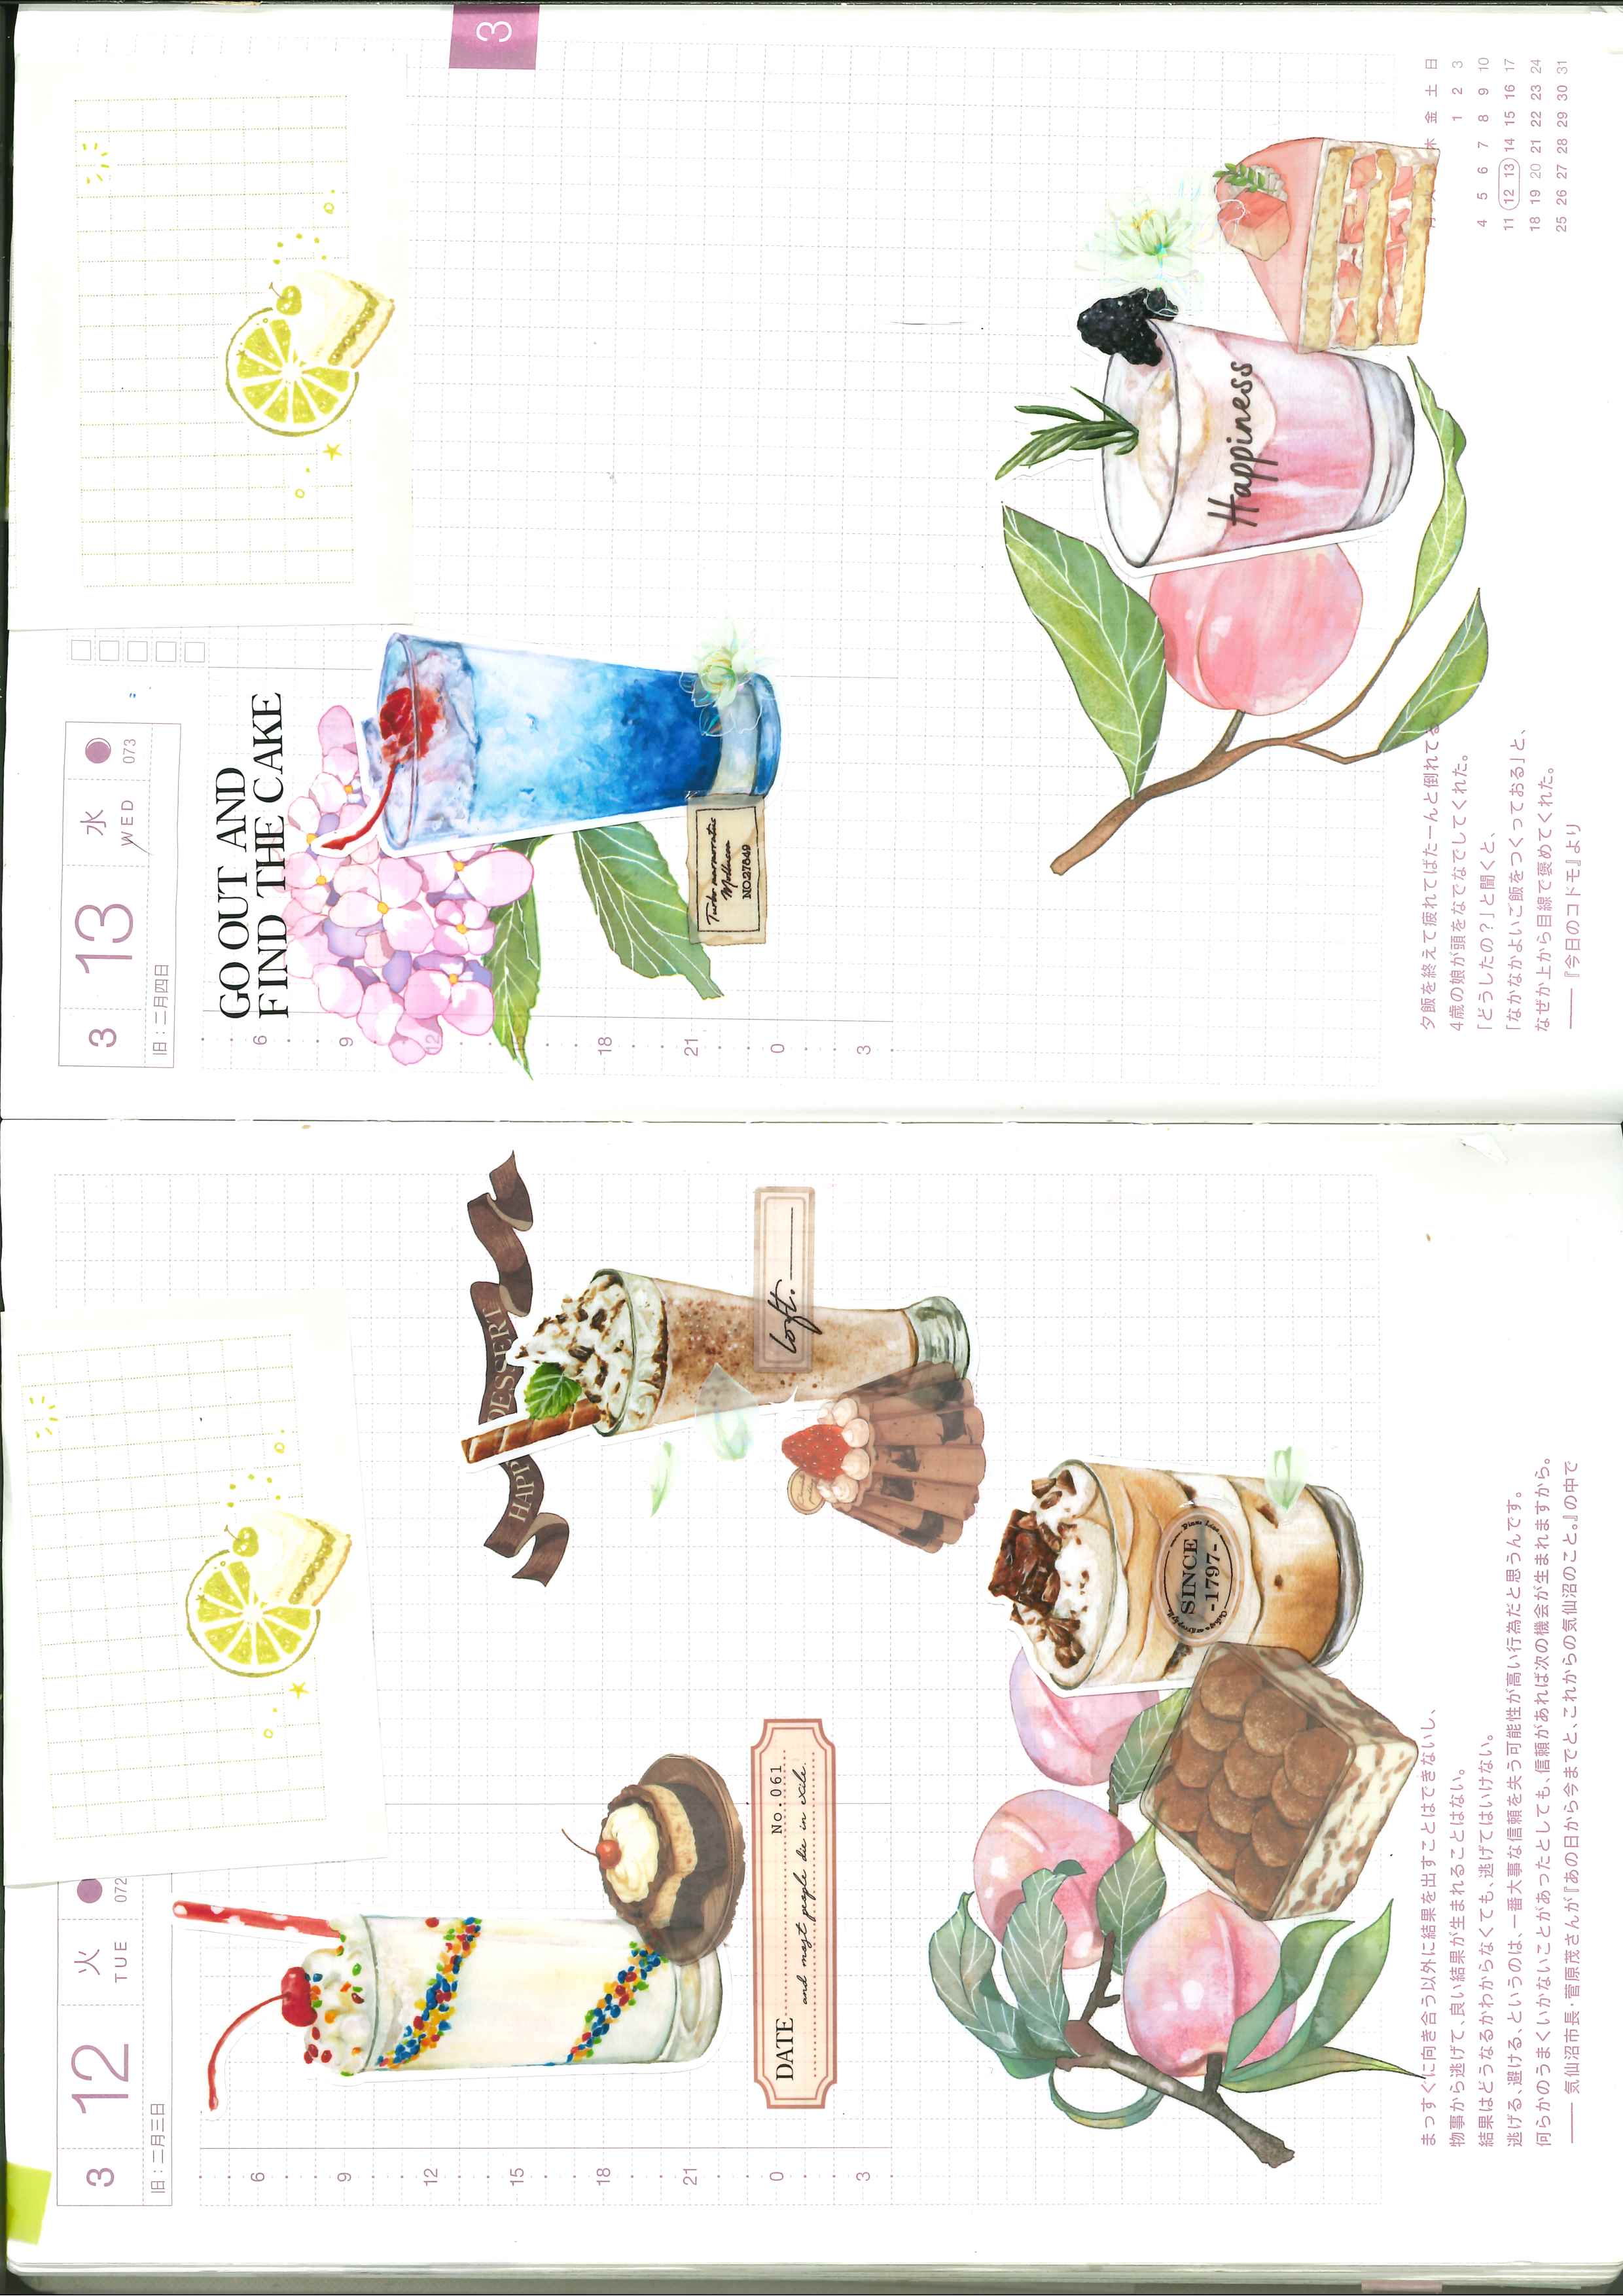 3 12 火 TUE 072
旧：二月三日
6
9
12
15
18
21
0
3
HAPP DESSERT
DATE No.061
and most people die in exile.
loft.
SINCE
-1797-
まっすぐに向き合う以外に結果を出すことはできないし、
物事から逃げて、良い結果が生まれることはない。
結果はどうなるかわからなくても、逃げてはいけない。
逃げる、避ける、というのは、一番大事な信頼を失う可能性が高い行為だと思うんです。
何らかのうまくいかないことがあったとしても、信頼があれば次の機会が生まれますから。
—— 気仙沼市長・菅原茂さんが『あの日から今までと、これからの気仙沼のこと。』の中で
3 13 水 WED 073
旧：二月四日
GO OUT AND
FIND THE CAKE
6
9
12
18
21
0
3
3
Turbo marmoratus
Mollusca
NO.27849
Happiness
夕飯を終えて疲れてばたーんと倒れてると
4歳の娘が頭をなでなでしてくれた。
「どうしたの？」と聞くと、
「なかなかよいご飯をつくっておる」と、
なぜか上から目線で褒めてくれた。
——『今日のコドモ』より
月 火 水 木 金 土 日
1 2 3
4 5 6 7 8 9 10
11 12 13 14 15 16 17
18 19 20 21 22 23 24
25 26 27 28 29 30 31